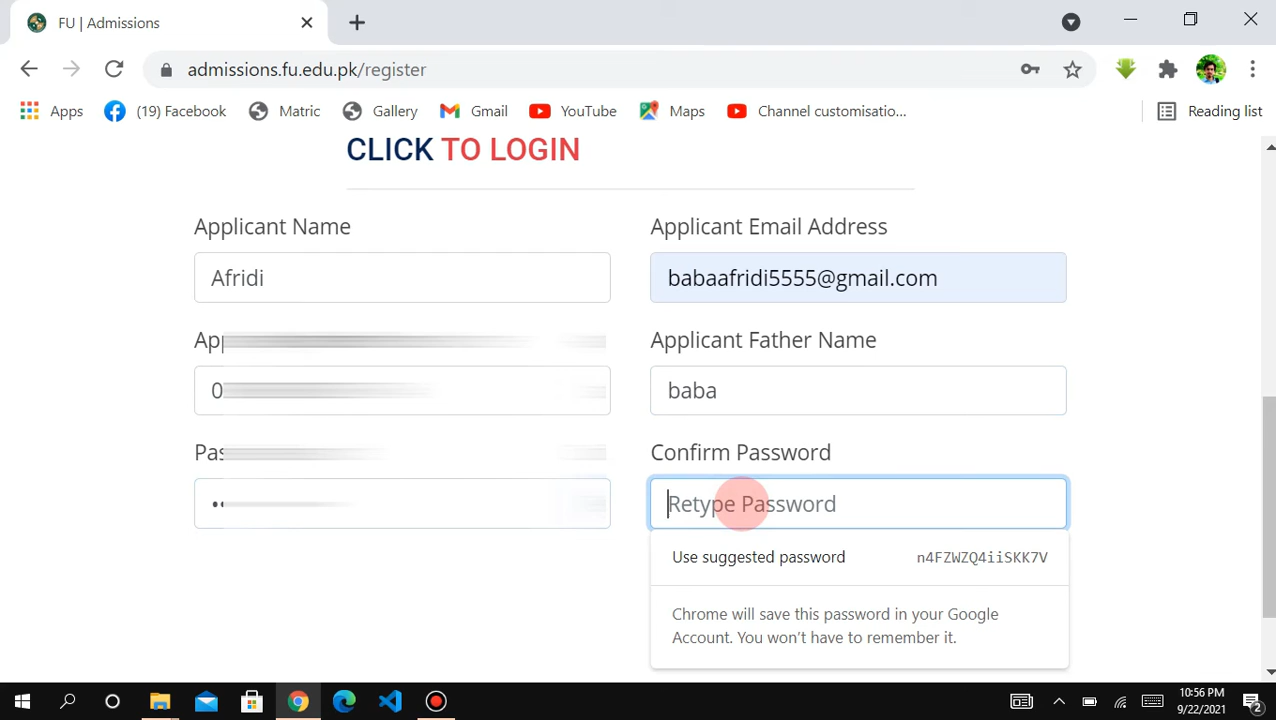 FU | Admissions
admissions.fu.edu.pk/register
Apps (19) Facebook Matric Gallery Gmail YouTube Maps Channel customisatio... Reading list
CLICK TO LOGIN
Applicant Name Applicant Email Address
Afridi babaafridi5555@gmail.com
Applicant Father Name
0 baba
Confirm Password
Retype Password
Use suggested password n4FZWZQ4iiSKK7V
Chrome will save this password in your Google
Account. You won't have to remember it.
10:56 PM
9/22/2021
2